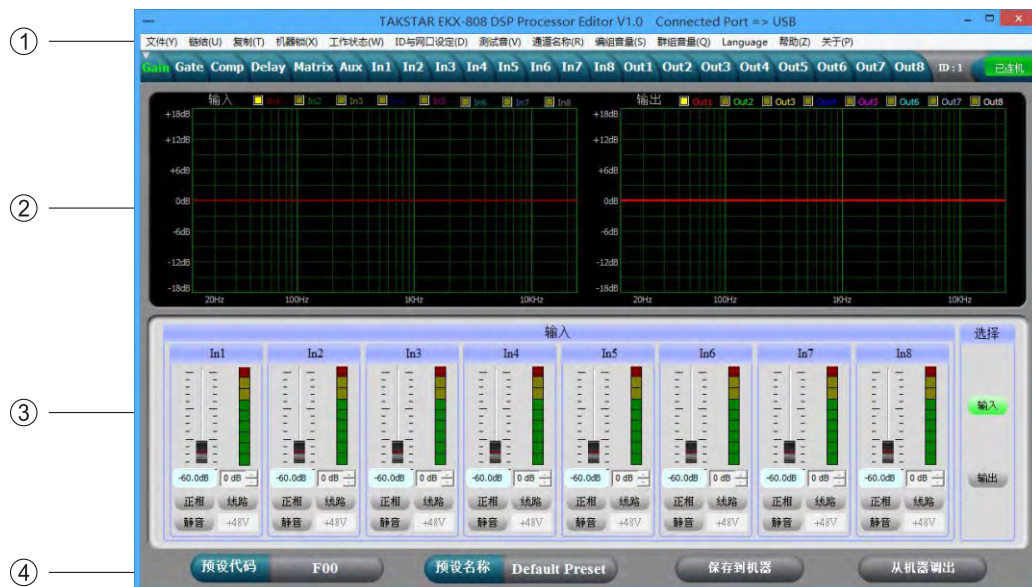 TAKSTAR EKX-808 DSP Processor Editor V1.0 Connected Port => USB
① 文件(Y) 链结(U) 复制(T) 机器锁(X) 工作状态(W) ID与网口设定(D) 测试音(V) 通道名称(R) 编组音量(S) 群组音量(Q) Language 帮助(Z) 关于(P)
Gain Gate Comp Delay Matrix Aux In1 In2 In3 In4 In5 In6 In7 In8 Out1 Out2 Out3 Out4 Out5 Out6 Out7 Out8 ID : 1 已连机
输入 In1 In2 In3 In4 In5 In6 In7 In8 输出 Out1 Out2 Out3 Out4 Out5 Out6 Out7 Out8
+18dB +18dB
+12dB +12dB
+6dB +6dB
② 0dB 0dB
-6dB -6dB
-12dB -12dB
-18dB -18dB
20Hz 100Hz 1KHz 10KHz 20Hz 100Hz 1KHz 10KHz
输入 选择
In1 In2 In3 In4 In5 In6 In7 In8
③ 输入
-60.0dB 0 dB -60.0dB 0 dB -60.0dB 0 dB -60.0dB 0 dB -60.0dB 0 dB -60.0dB 0 dB -60.0dB 0 dB -60.0dB 0 dB 输出
正相 线路 正相 线路 正相 线路 正相 线路 正相 线路 正相 线路 正相 线路 正相 线路
静音 +48V 静音 +48V 静音 +48V 静音 +48V 静音 +48V 静音 +48V 静音 +48V 静音 +48V
④ 预设代码 F00 预设名称 Default Preset 保存到机器 从机器调出